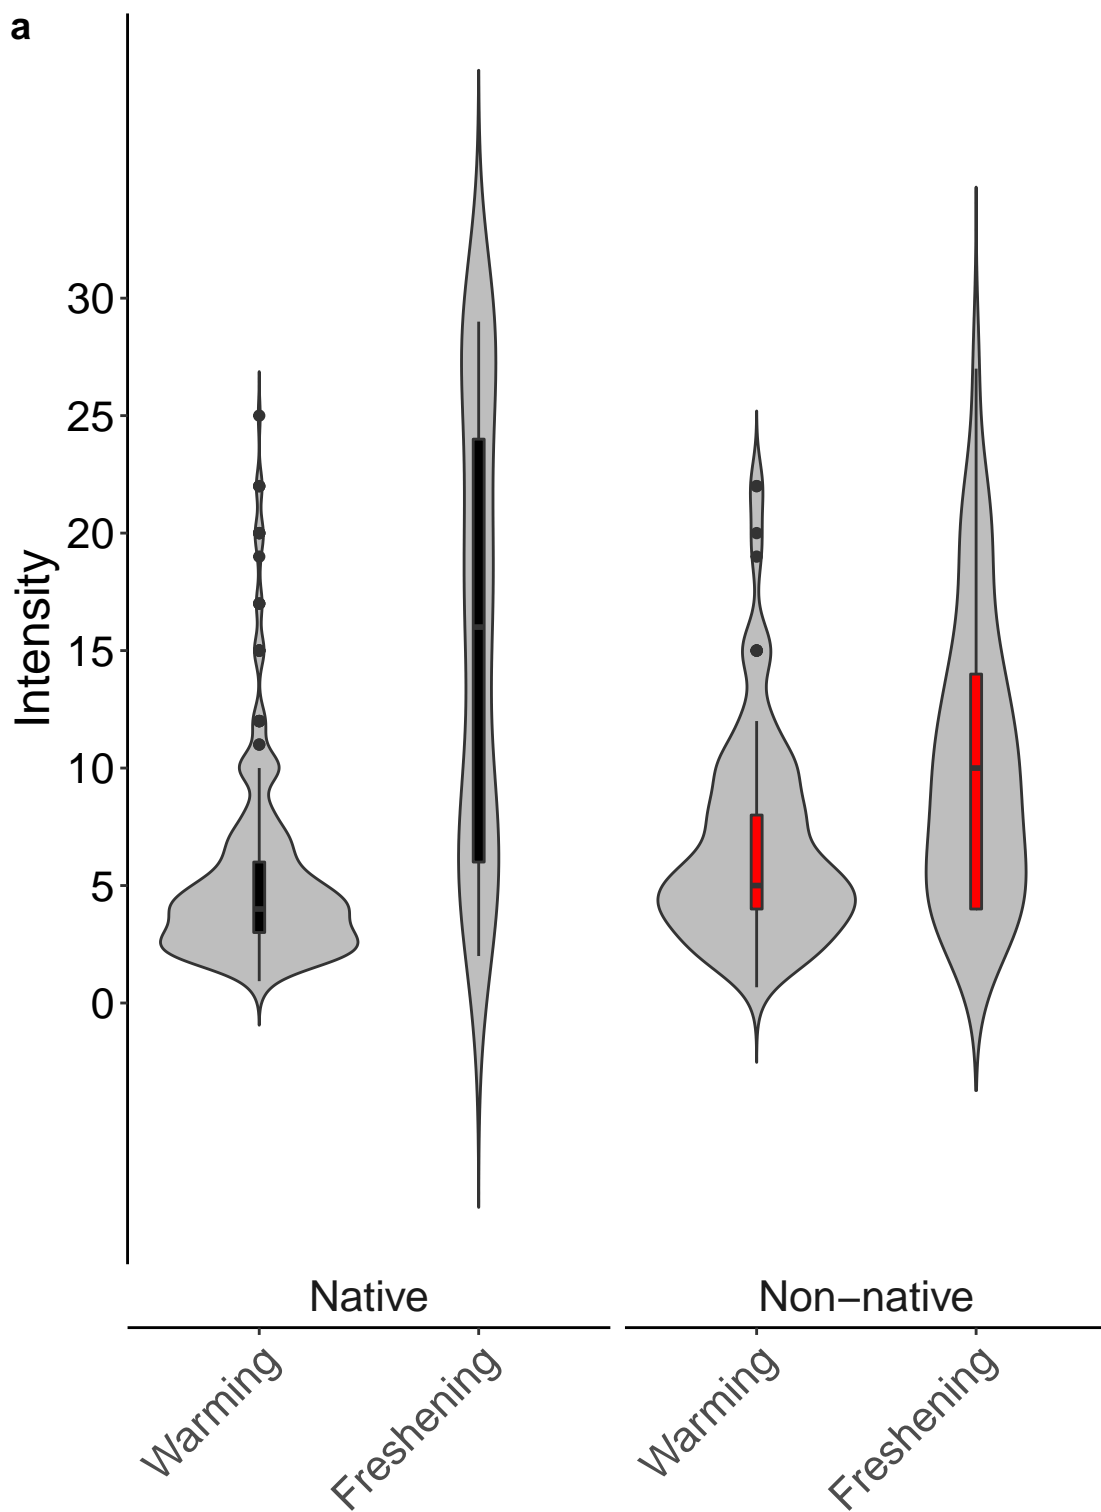 a
Intensity
30
25
20
15
10
5
0
Native
Non−native
Warming
Freshening
Warming
Freshening